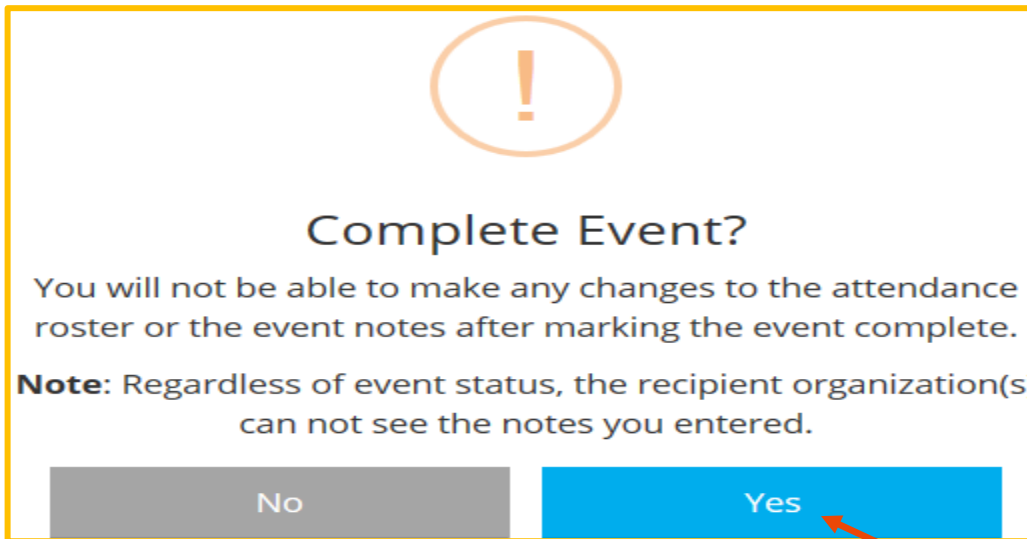 !
Complete Event?
You will not be able to make any changes to the attendance
roster or the event notes after marking the event complete.
Note: Regardless of event status, the recipient organization(s
can not see the notes you entered.
No
Yes